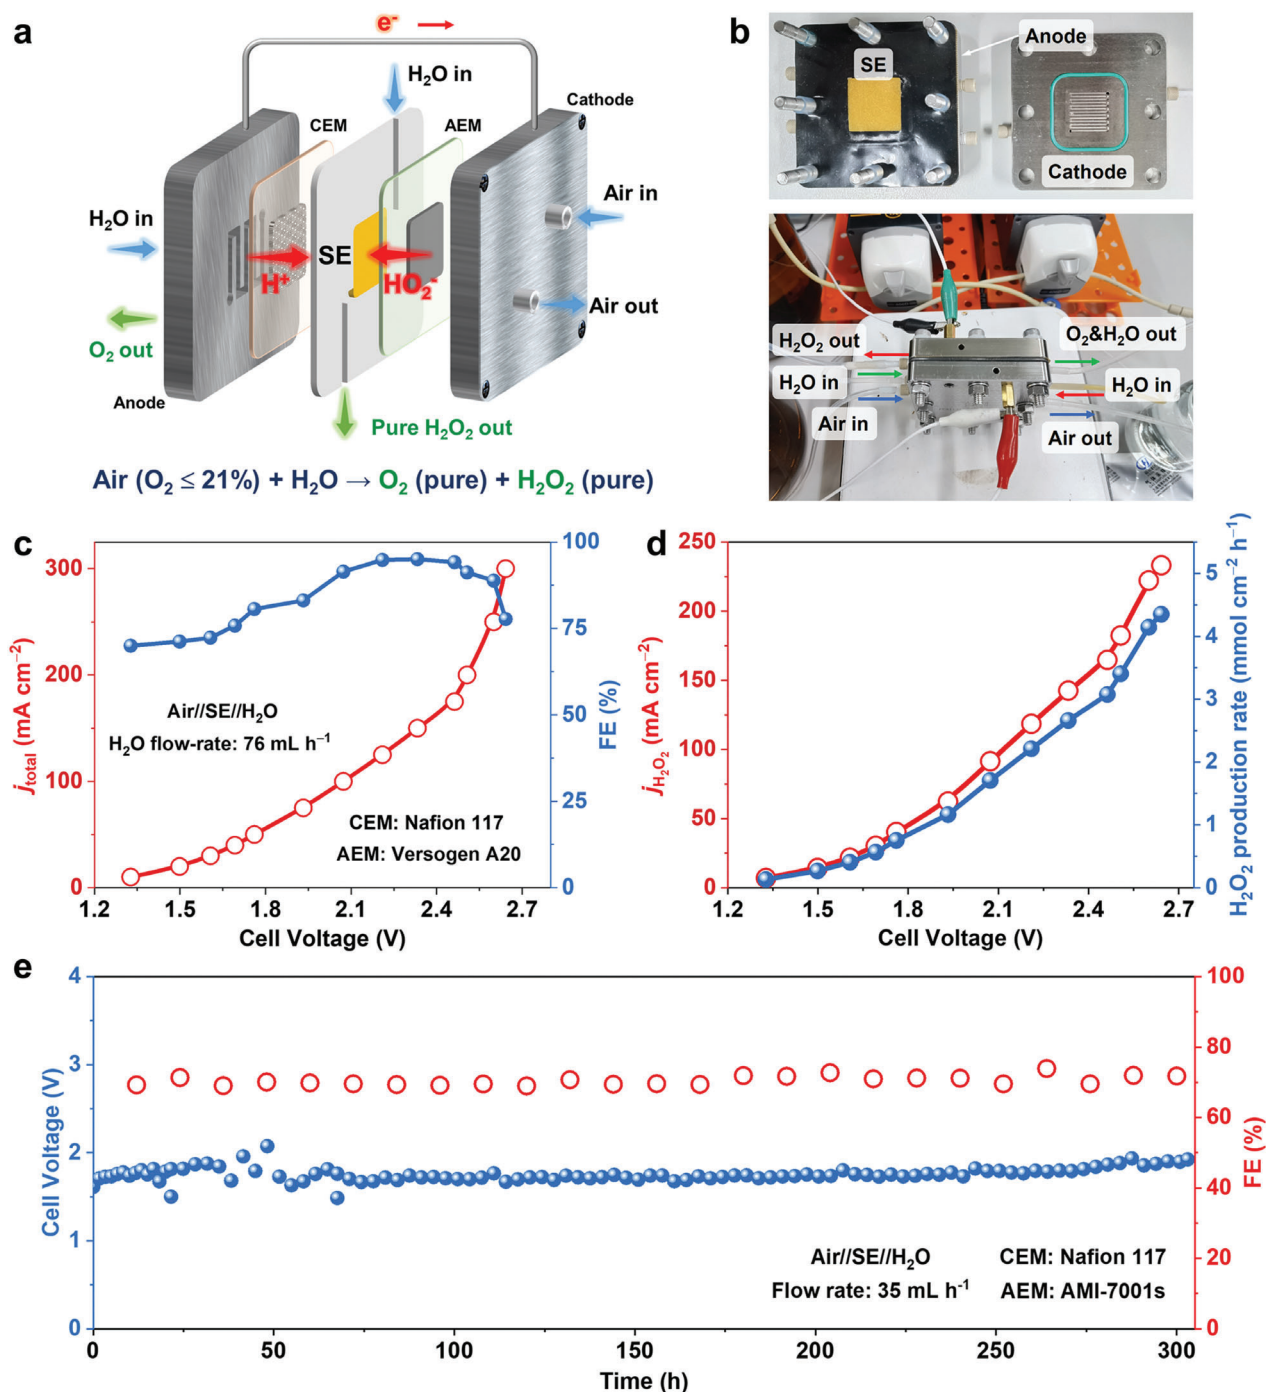 a
e⁻
H₂O in
Cathode
CEM
AEM
H₂O in
Air in
SE
H⁺
HO₂⁻
Air out
O₂ out
Anode
Pure H₂O₂ out
Air (O₂ ≤ 21%) + H₂O → O₂ (pure) + H₂O₂ (pure)
b
Anode
SE
Cathode
H₂O₂ out
O₂&H₂O out
H₂O in
H₂O in
Air in
Air out
c
300
200
100
0
j_total (mA cm⁻²)
100
75
50
25
0
FE (%)
Air//SE//H₂O
H₂O flow-rate: 76 mL h⁻¹
CEM: Nafion 117
AEM: Versogen A20
1.2 1.5 1.8 2.1 2.4 2.7
Cell Voltage (V)
d
250
200
150
100
50
0
j_H₂O₂ (mA cm⁻²)
5
4
3
2
1
0
H₂O₂ production rate (mmol cm⁻² h⁻¹)
1.2 1.5 1.8 2.1 2.4 2.7
Cell Voltage (V)
e
4
3
2
1
0
Cell Voltage (V)
100
80
60
40
20
0
FE (%)
Air//SE//H₂O CEM: Nafion 117
Flow rate: 35 mL h⁻¹ AEM: AMI-7001s
0 50 100 150 200 250 300
Time (h)